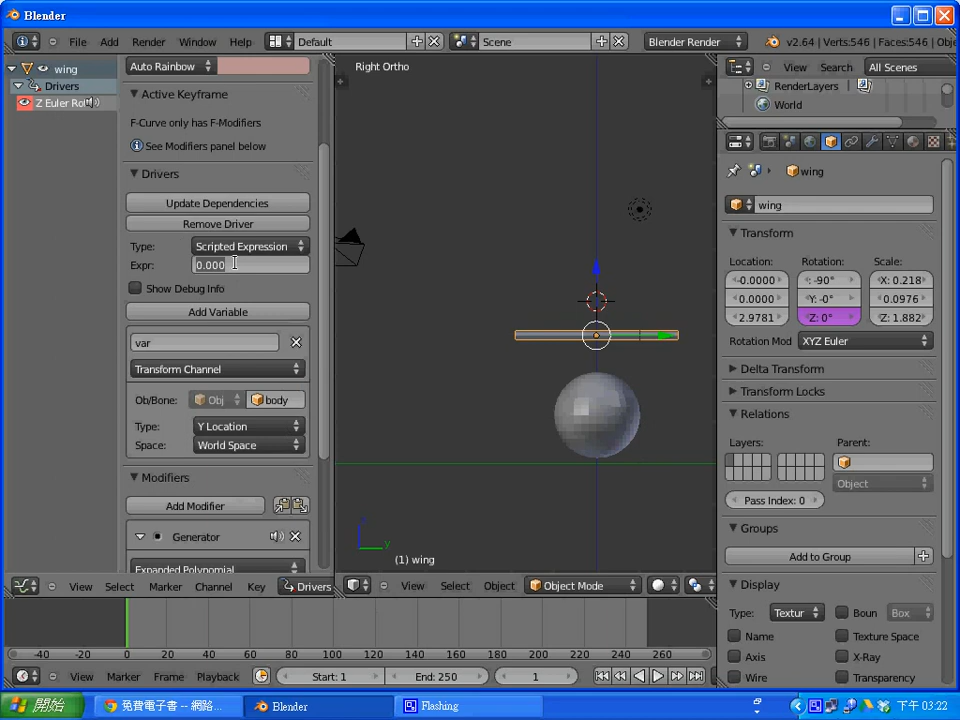 Blender
File Add Render Window Help Default Scene Blender Render v2.64 | Verts:546 | Faces:546 | Obje
wing
Drivers
Z Euler Ro
Auto Rainbow
Active Keyframe
F-Curve only has F-Modifiers
See Modifiers panel below
Drivers
Update Dependencies
Remove Driver
Type: Scripted Expression
Expr: 0.000
Show Debug Info
Add Variable
var
Transform Channel
Ob/Bone: Obj body
Type: Y Location
Space: World Space
Modifiers
Add Modifier
Generator
Expanded Polynomial
View Select Marker Channel Key Drivers
Right Ortho
z
y
(1) wing
View Select Object Object Mode
View Search All Scenes
RenderLayers
World
wing
wing
Transform
Location: Rotation: Scale:
-0.0000 : -90° X: 0.218
0.0000 Y: -0° 0.0976
2.9781 Z: 0° Z: 1.882
Rotation Mod XYZ Euler
Delta Transform
Transform Locks
Relations
Layers: Parent:
Object
Pass Index: 0
Groups
Add to Group
Display
Type: Textur Boun Box
Name Texture Space
Axis X-Ray
Wire Transparency
-40 -20 0 20 40 60 80 100 120 140 160 180 200 220 240 260
View Marker Frame Playback Start: 1 End: 250 1
開始 免費電子書 -- 網路... Blender Flashing 下午 03:22